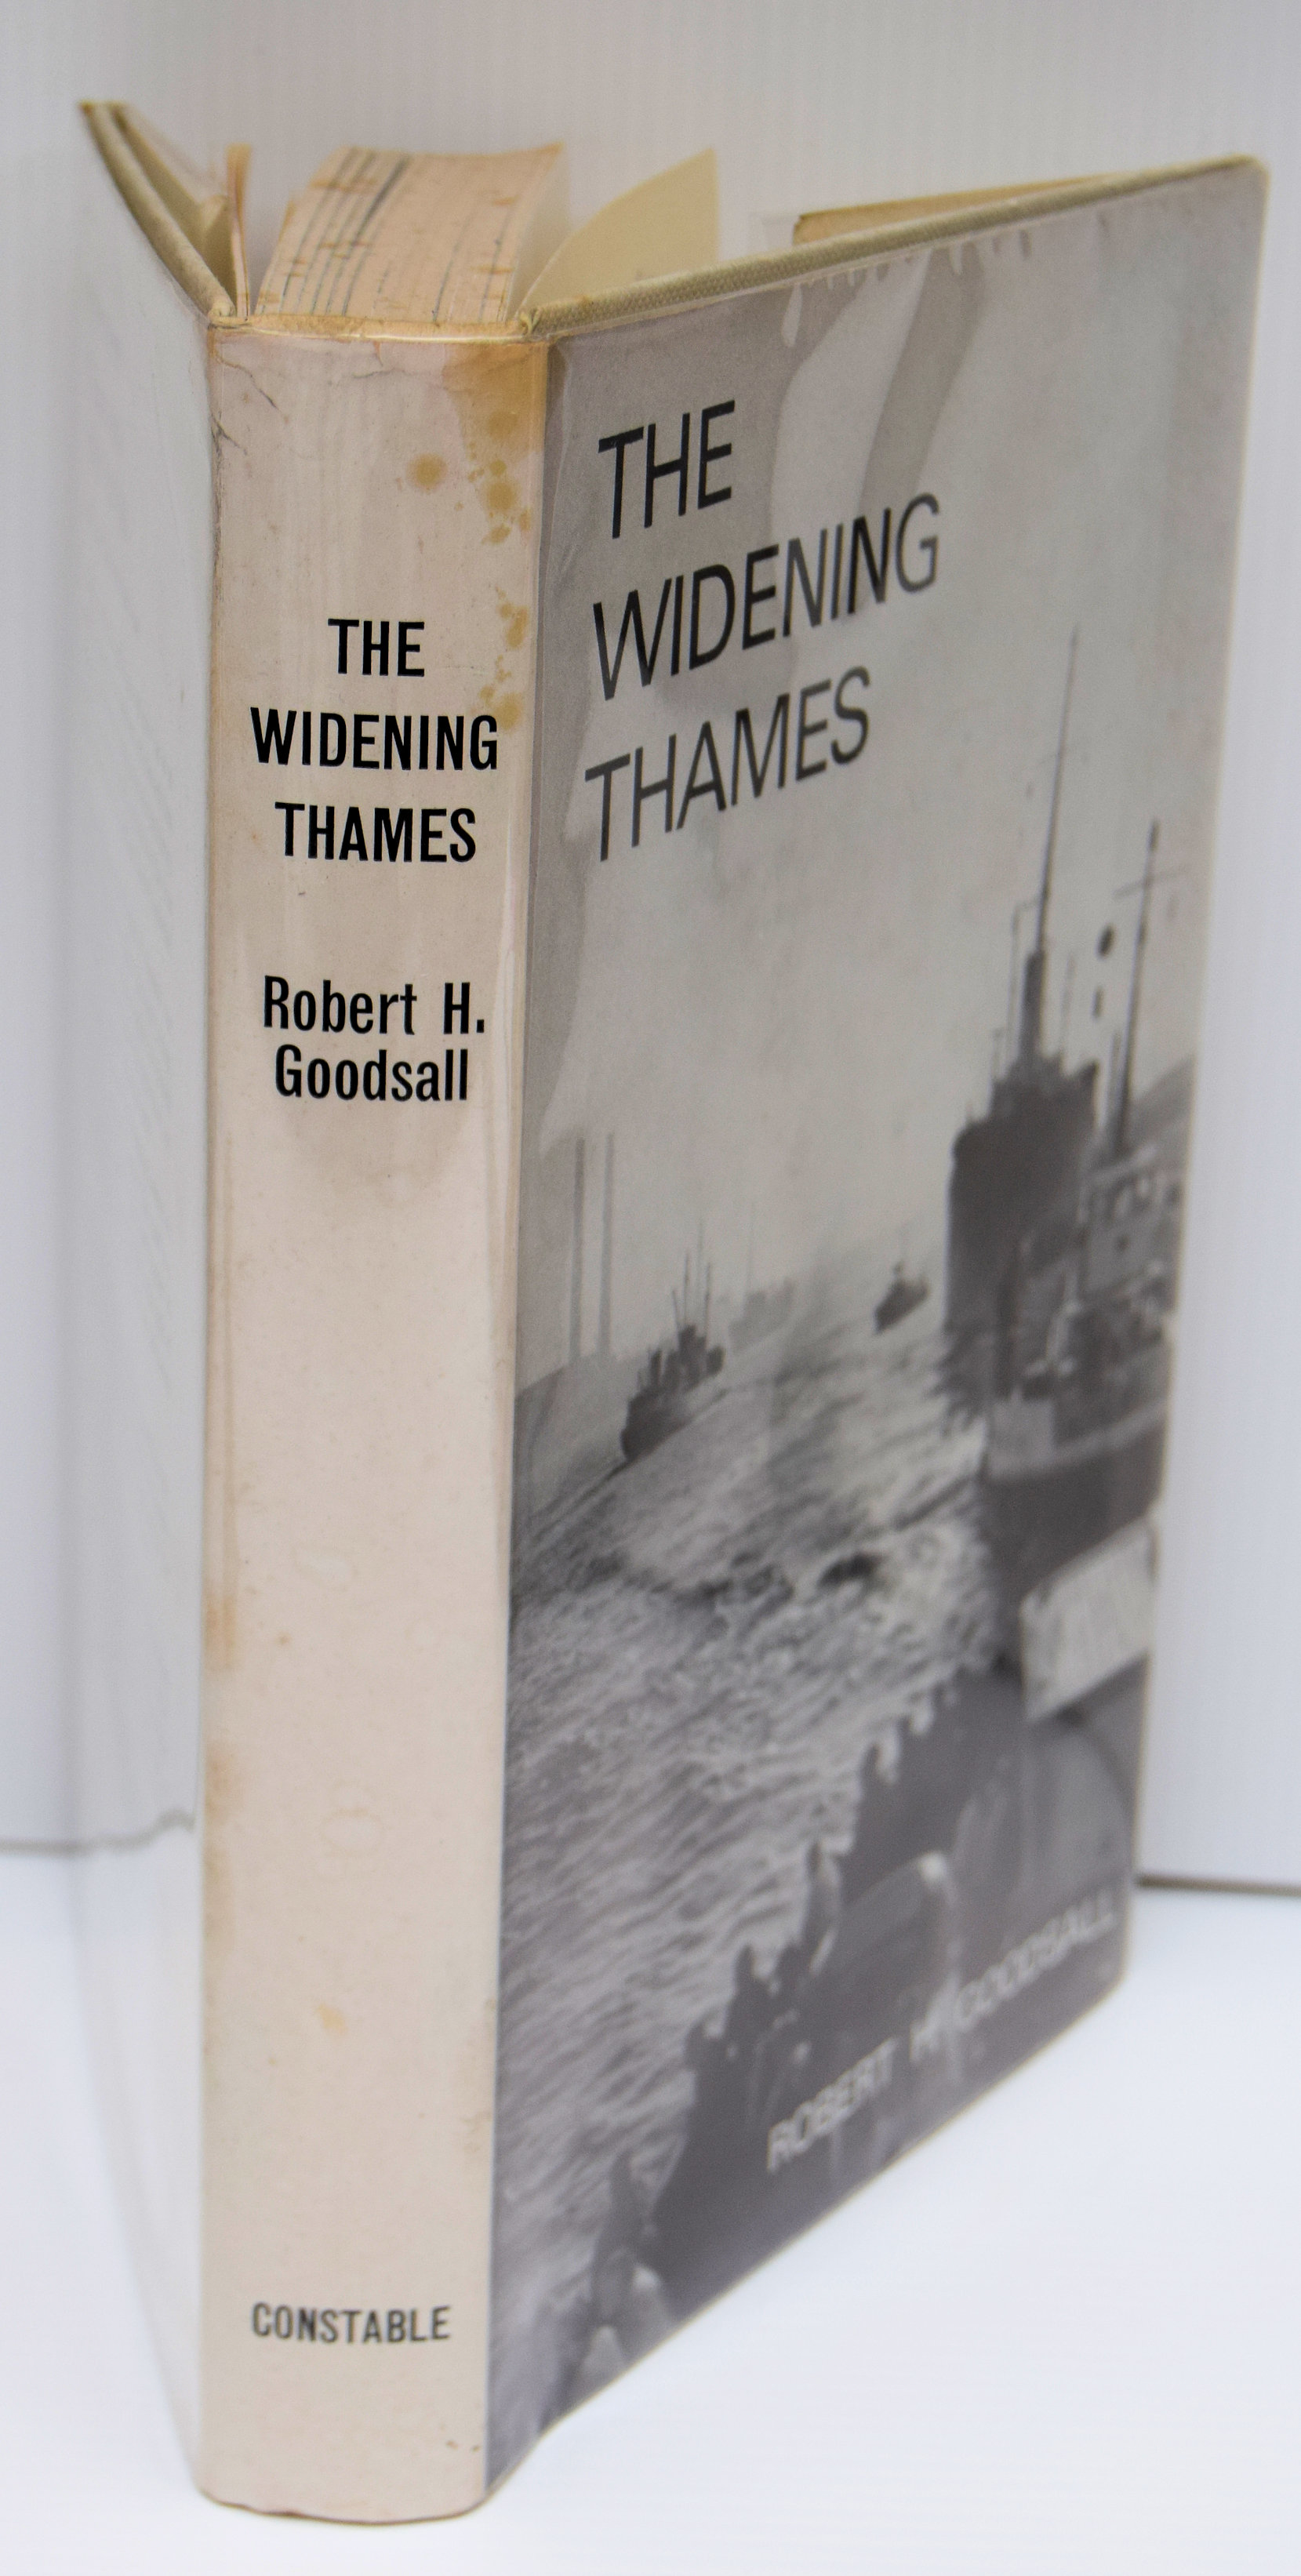 THE
WIDENING
THAMES
Robert H.
Goodsall
CONSTABLE
THE
WIDENING
THAMES
ROBERT H. GOODSALL